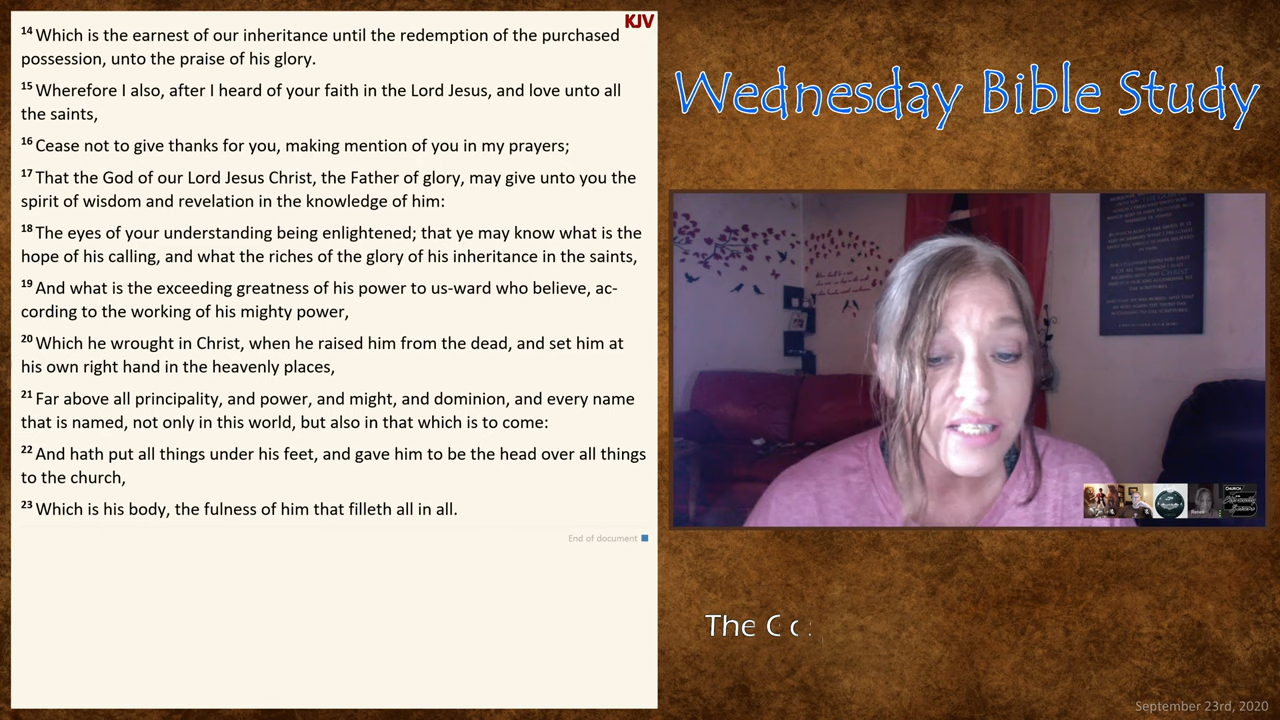 KJV
14 Which is the earnest of our inheritance until the redemption of the purchased
possession, unto the praise of his glory.
15 Wherefore I also, after I heard of your faith in the Lord Jesus, and love unto all
the saints,
16 Cease not to give thanks for you, making mention of you in my prayers;
17 That the God of our Lord Jesus Christ, the Father of glory, may give unto you the
spirit of wisdom and revelation in the knowledge of him:
18 The eyes of your understanding being enlightened; that ye may know what is the
hope of his calling, and what the riches of the glory of his inheritance in the saints,
19 And what is the exceeding greatness of his power to us-ward who believe, ac-
cording to the working of his mighty power,
20 Which he wrought in Christ, when he raised him from the dead, and set him at
his own right hand in the heavenly places,
21 Far above all principality, and power, and might, and dominion, and every name
that is named, not only in this world, but also in that which is to come:
22 And hath put all things under his feet, and gave him to be the head over all things
to the church,
23 Which is his body, the fulness of him that filleth all in all.
End of document
Wednesday Bible Study
The C
September 23rd, 2020